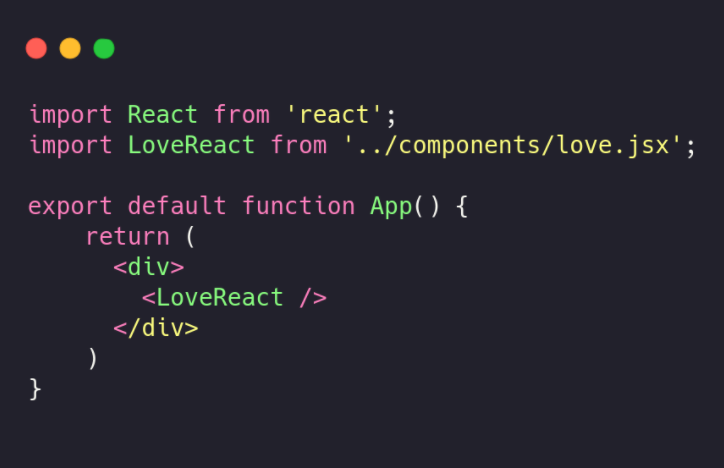 import React from 'react';
import LoveReact from '../components/love.jsx';

export default function App() {
    return (
      <div>
        <LoveReact />
      </div>
    )
}